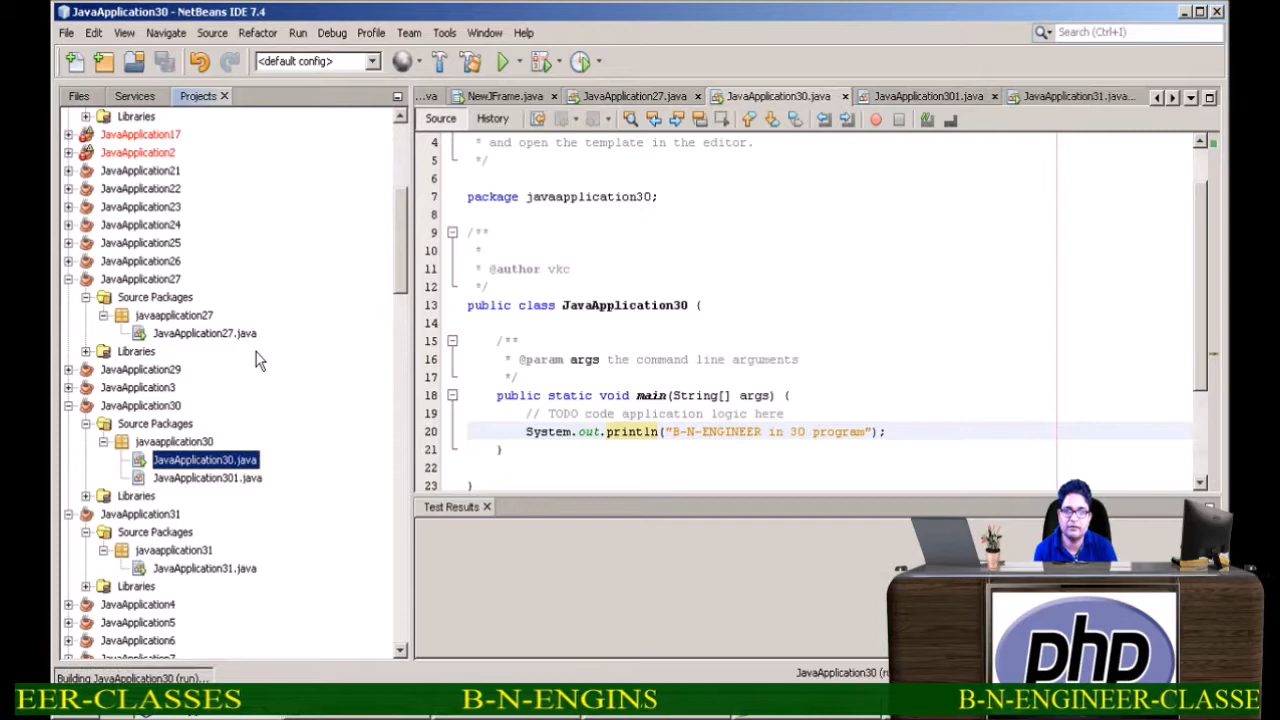 JavaApplication30 - NetBeans IDE 7.4
File Edit View Navigate Source Refactor Run Debug Profile Team Tools Window Help
Search (Ctrl+I)
<default config>
Files Services Projects
...va NewJFrame.java JavaApplication27.java JavaApplication30.java JavaApplication301.java JavaApplication31.java...
Source History
Libraries
JavaApplication17
JavaApplication2
JavaApplication21
JavaApplication22
JavaApplication23
JavaApplication24
JavaApplication25
JavaApplication26
JavaApplication27
Source Packages
javaapplication27
JavaApplication27.java
Libraries
JavaApplication29
JavaApplication3
JavaApplication30
Source Packages
javaapplication30
JavaApplication30.java
JavaApplication301.java
Libraries
JavaApplication31
Source Packages
javaapplication31
JavaApplication31.java
Libraries
JavaApplication4
JavaApplication5
JavaApplication6
4 * and open the template in the editor.
5 */
6
7 package javaapplication30;
8
9 /**
10 *
11 * @author vkc
12 */
13 public class JavaApplication30 {
14
15 /**
16 * @param args the command line arguments
17 */
18 public static void main(String[] args) {
19 // TODO code application logic here
20 System.out.println("B-N-ENGINEER in 30 program");
21 }
22
23 }
Test Results
Building JavaApplication30 (run)...
JavaApplication30 (ru
php
EER-CLASSES B-N-ENGINS B-N-ENGINEER-CLASSE